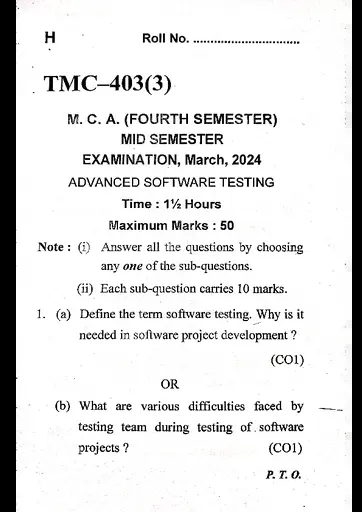 H Roll No. ..............................
TMC–403(3)
M. C. A. (FOURTH SEMESTER)
MID SEMESTER
EXAMINATION, March, 2024
ADVANCED SOFTWARE TESTING
Time : 1½ Hours
Maximum Marks : 50
Note : (i) Answer all the questions by choosing
any one of the sub-questions.
(ii) Each sub-question carries 10 marks.
1. (a) Define the term software testing. Why is it
needed in software project development ?
(CO1)
OR
(b) What are various difficulties faced by
testing team during testing of software
projects ? (CO1)
P. T. O.